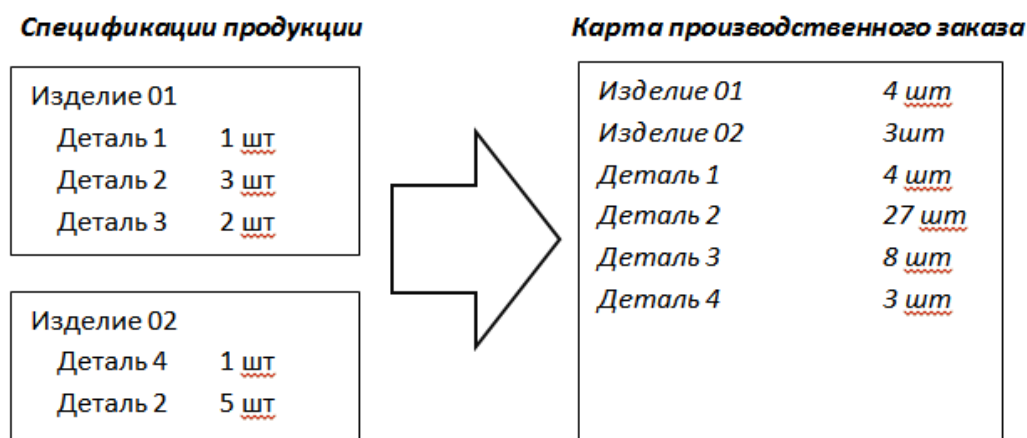 Спецификации продукции
Изделие 01
Деталь 1 1 шт
Деталь 2 3 шт
Деталь 3 2 шт
Изделие 02
Деталь 4 1 шт
Деталь 2 5 шт
Карта производственного заказа
Изделие 01 4 шт
Изделие 02 3шт
Деталь 1 4 шт
Деталь 2 27 шт
Деталь 3 8 шт
Деталь 4 3 шт